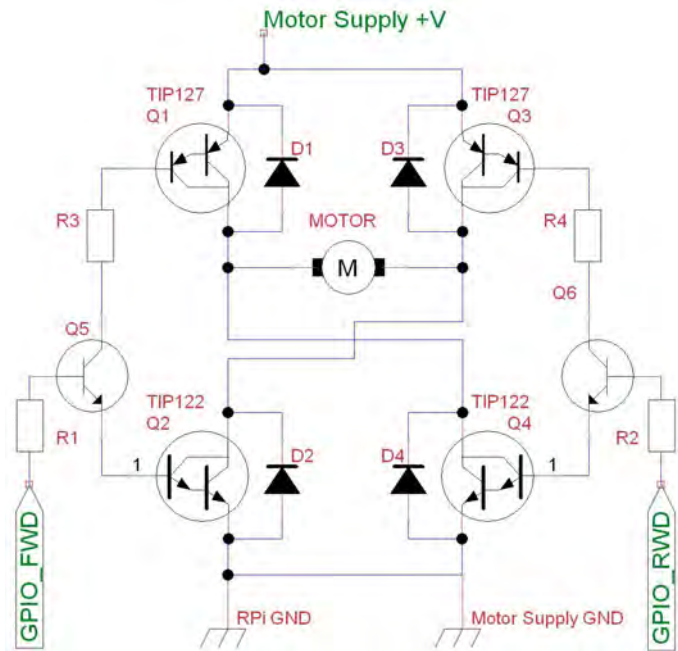 Motor Supply +V
TIP127
Q1
TIP127
Q3
D1
D3
R3
MOTOR
R4
M
Q5
Q6
TIP122
Q2
TIP122
Q4
R1
1
D2
D4
1
R2
GPIO_FWD
RPi GND
Motor Supply GND
GPIO_RWD